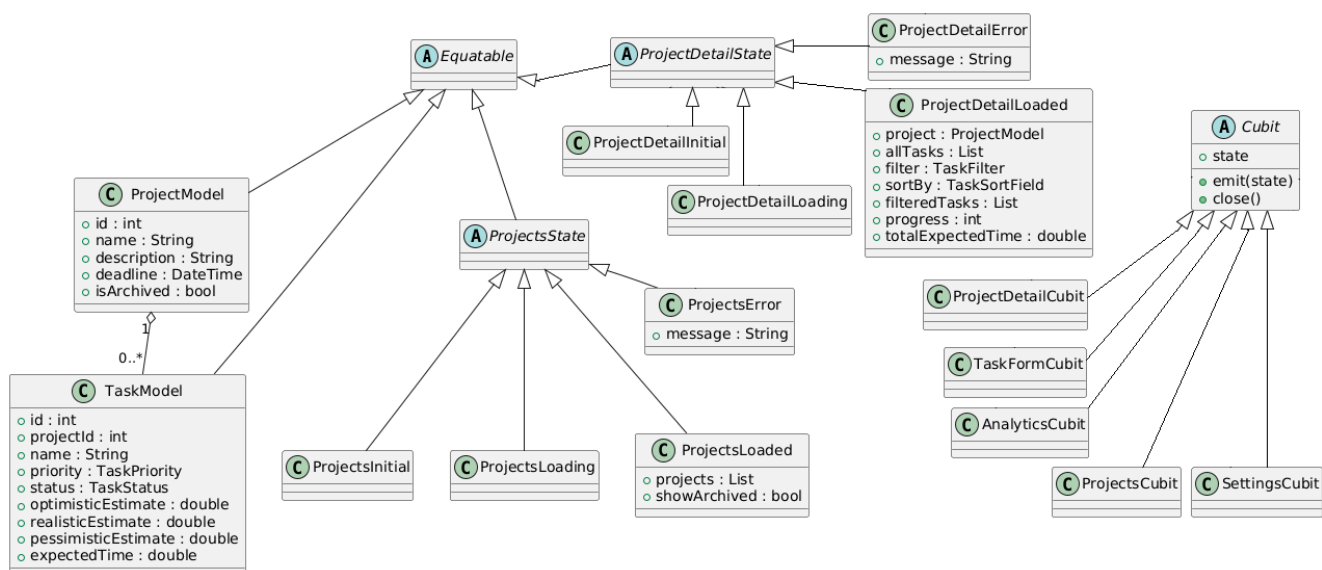 A Equatable
A ProjectDetailState
C ProjectDetailError
message : String
C ProjectDetailInitial
C ProjectDetailLoading
C ProjectDetailLoaded
project : ProjectModel
allTasks : List
filter : TaskFilter
sortBy : TaskSortField
filteredTasks : List
progress : int
totalExpectedTime : double
A Cubit
state
emit(state)
close()
C ProjectModel
id : int
name : String
description : String
deadline : DateTime
isArchived : bool
1
0..*
C TaskModel
id : int
projectId : int
name : String
priority : TaskPriority
status : TaskStatus
optimisticEstimate : double
realisticEstimate : double
pessimisticEstimate : double
expectedTime : double
A ProjectsState
C ProjectsError
message : String
C ProjectsInitial
C ProjectsLoading
C ProjectsLoaded
projects : List
showArchived : bool
C ProjectDetailCubit
C TaskFormCubit
C AnalyticsCubit
C ProjectsCubit
C SettingsCubit